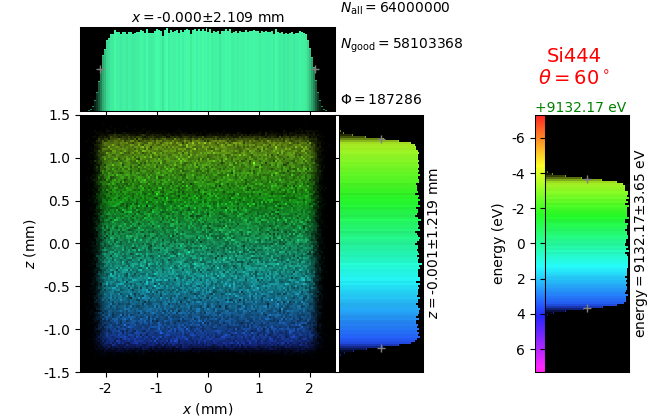 x = -0.000±2.109 mm
N_all = 64000000
N_good = 58103368
Φ = 187286
Si444
θ = 60°
+9132.17 eV
1.5
1.0
0.5
0.0
-0.5
-1.0
-1.5
z (mm)
-2
-1
0
1
2
x (mm)
z = -0.001±1.219 mm
-6
-4
-2
0
2
4
6
energy (eV)
energy = 9132.17±3.65 eV